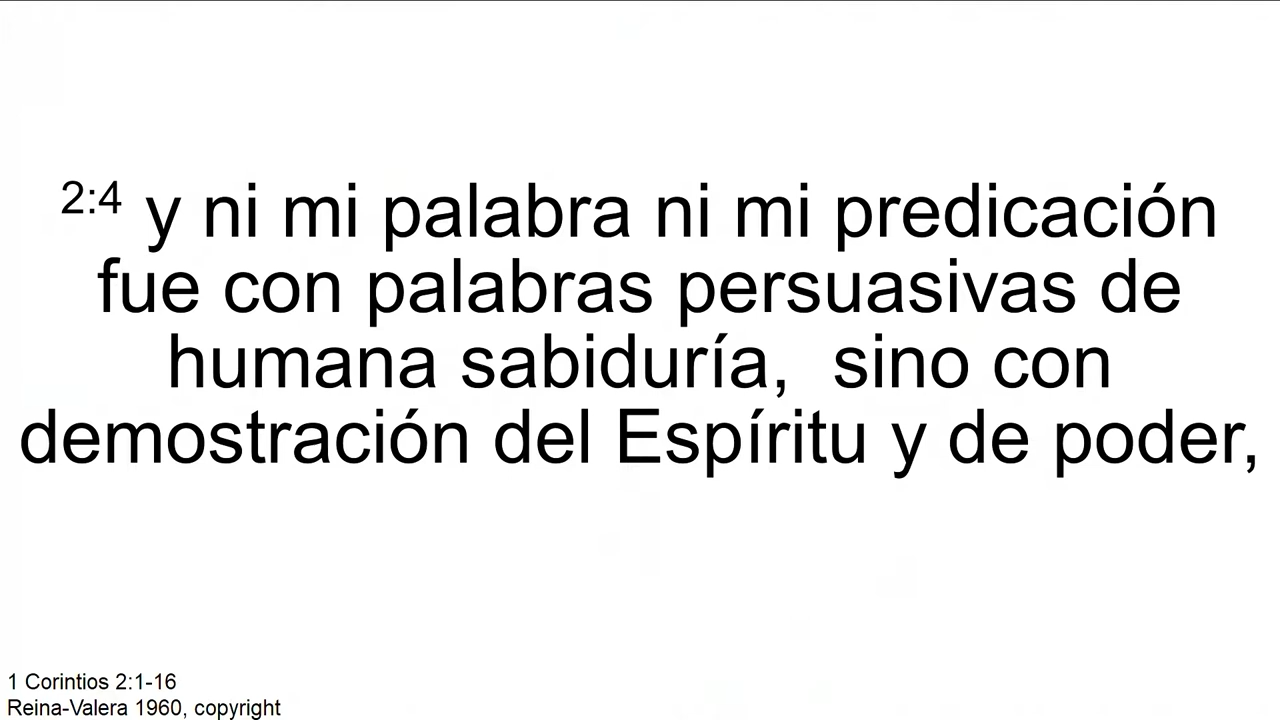 2:4 y ni mi palabra ni mi predicación
fue con palabras persuasivas de
humana sabiduría,  sino con
demostración del Espíritu y de poder,
1 Corintios 2:1-16
Reina-Valera 1960, copyright